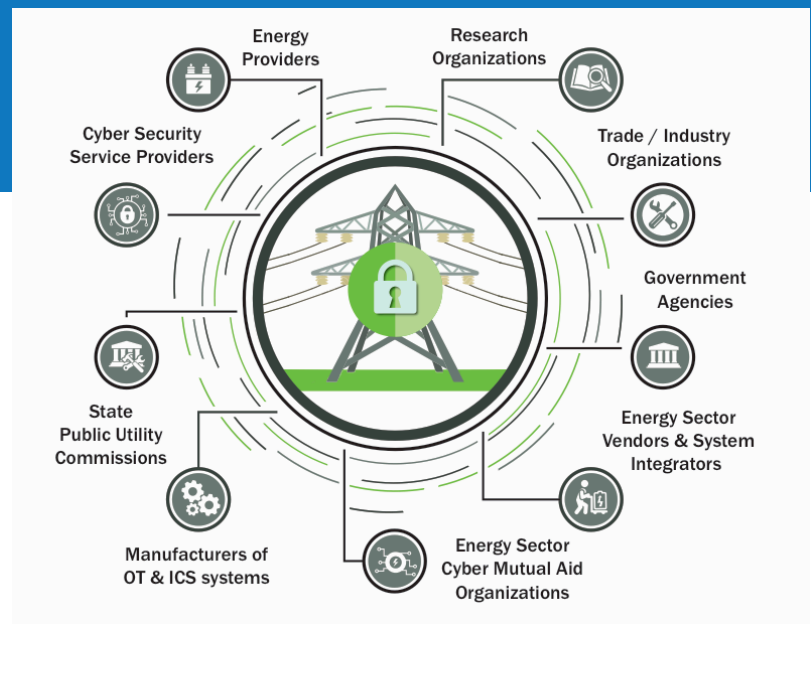 Energy
Providers
Research
Organizations
Cyber Security
Service Providers
Trade / Industry
Organizations
Government
Agencies
State
Public Utility
Commissions
Energy Sector
Vendors & System
Integrators
Manufacturers of
OT & ICS systems
Energy Sector
Cyber Mutual Aid
Organizations